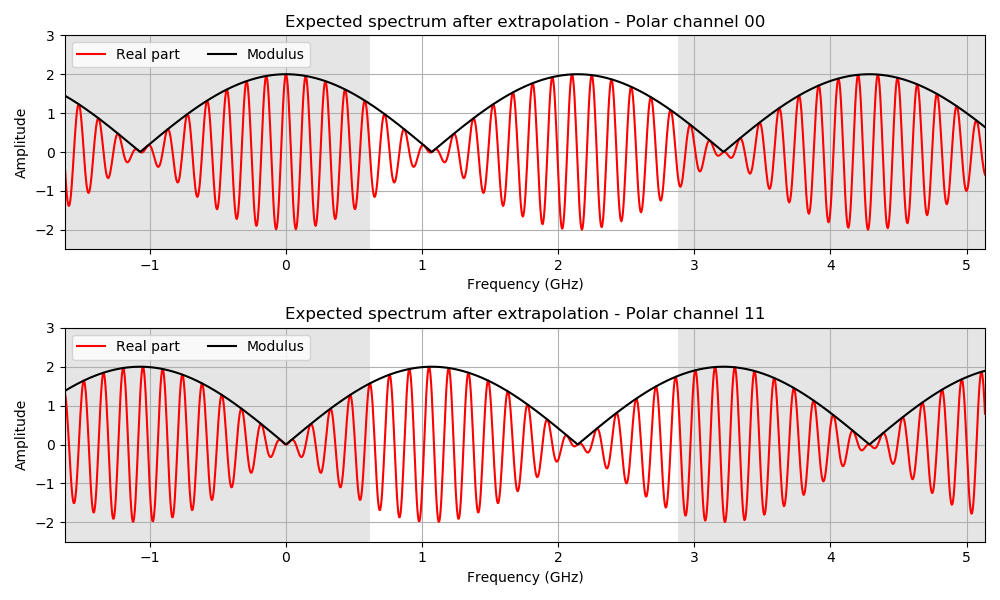 Expected spectrum after extrapolation - Polar channel 00
Real part Modulus
3
2
1
0
−1
−2
Amplitude
−1 0 1 2 3 4 5
Frequency (GHz)
Expected spectrum after extrapolation - Polar channel 11
Real part Modulus
3
2
1
0
−1
−2
Amplitude
−1 0 1 2 3 4 5
Frequency (GHz)